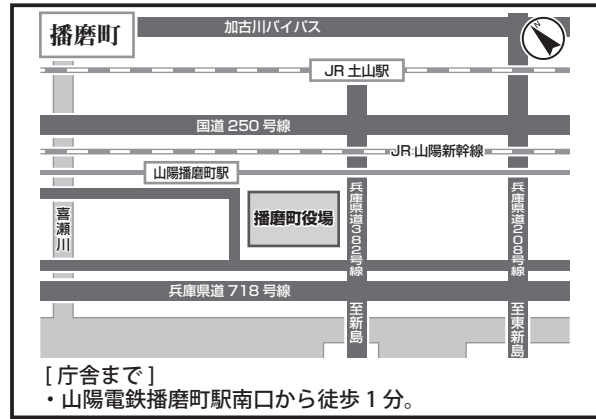 播磨町
加古川バイパス
N
JR 土山駅
国道 250 号線
JR 山陽新幹線
山陽播磨町駅
喜瀬川
播磨町役場
兵庫県道382号線
兵庫県道208号線
兵庫県道 718 号線
至新島
至東新島
[ 庁舎まで ]
・山陽電鉄播磨町駅南口から徒歩 1 分。